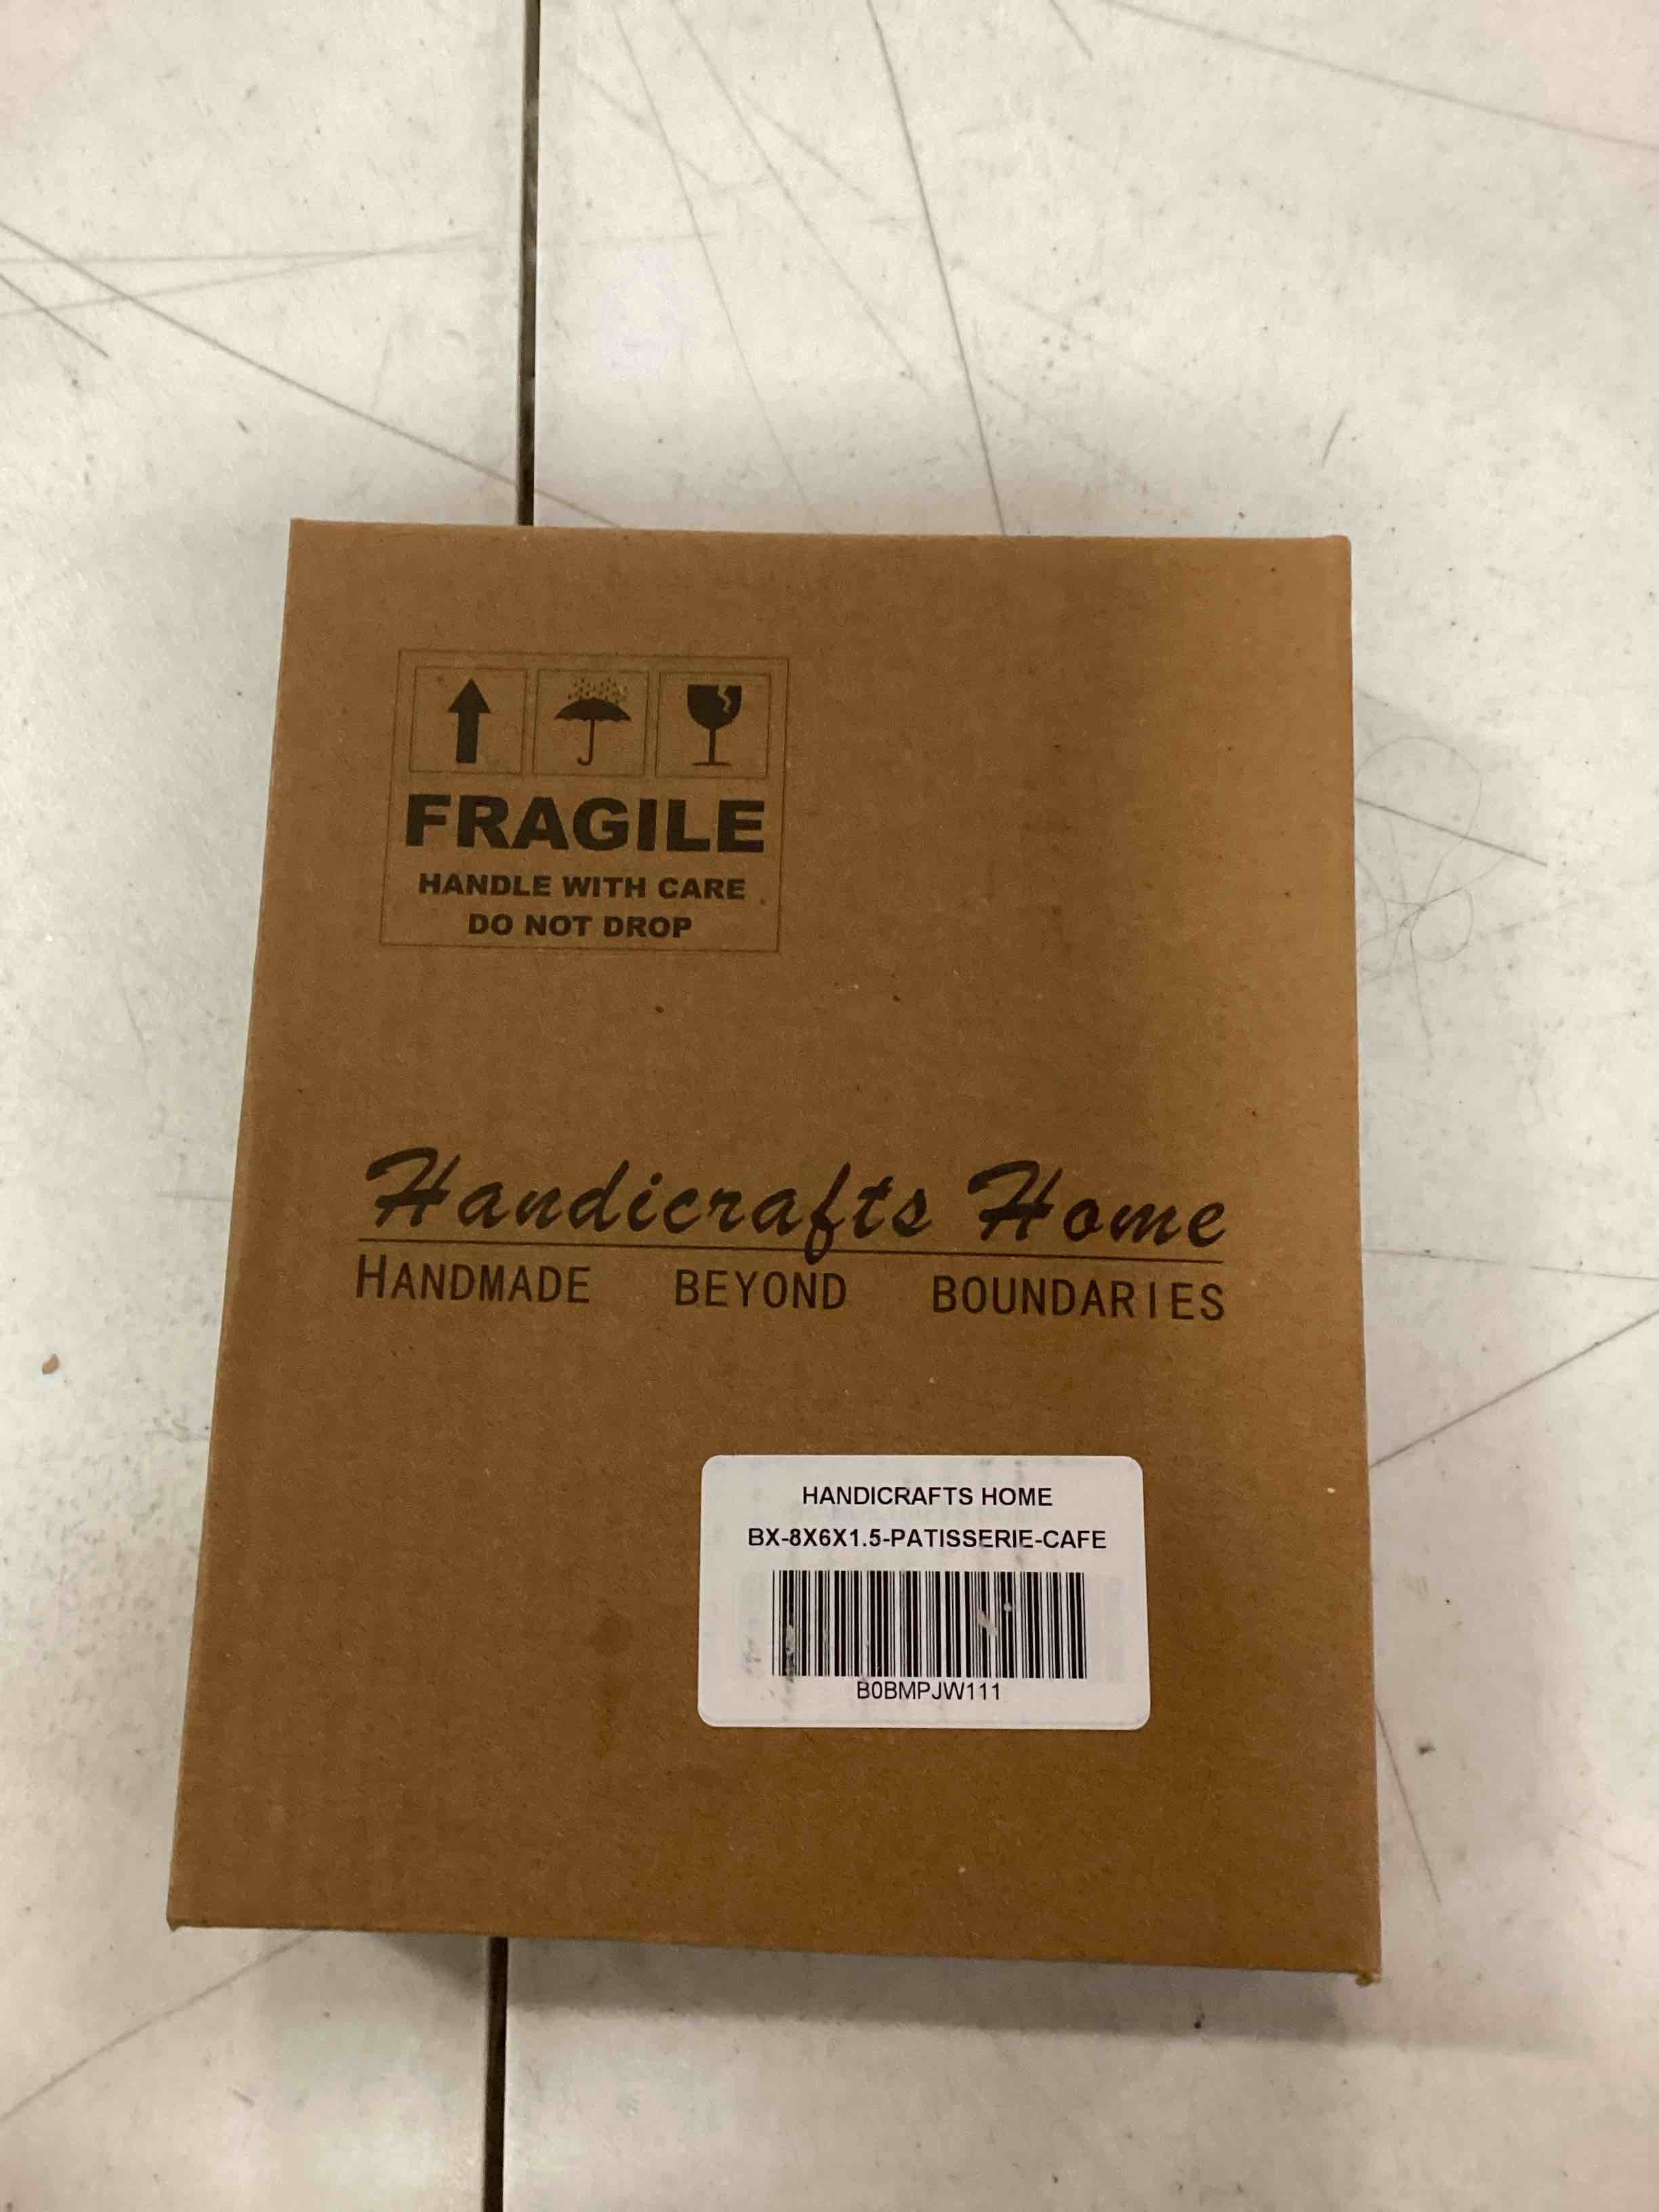 FRAGILE
HANDLE WITH CARE
DO NOT DROP
Handicrafts Home
HANDMADE BEYOND BOUNDARIES
HANDICRAFTS HOME
BX-8X6X1.5-PATISSERIE-CAFE
B0BMPJW111